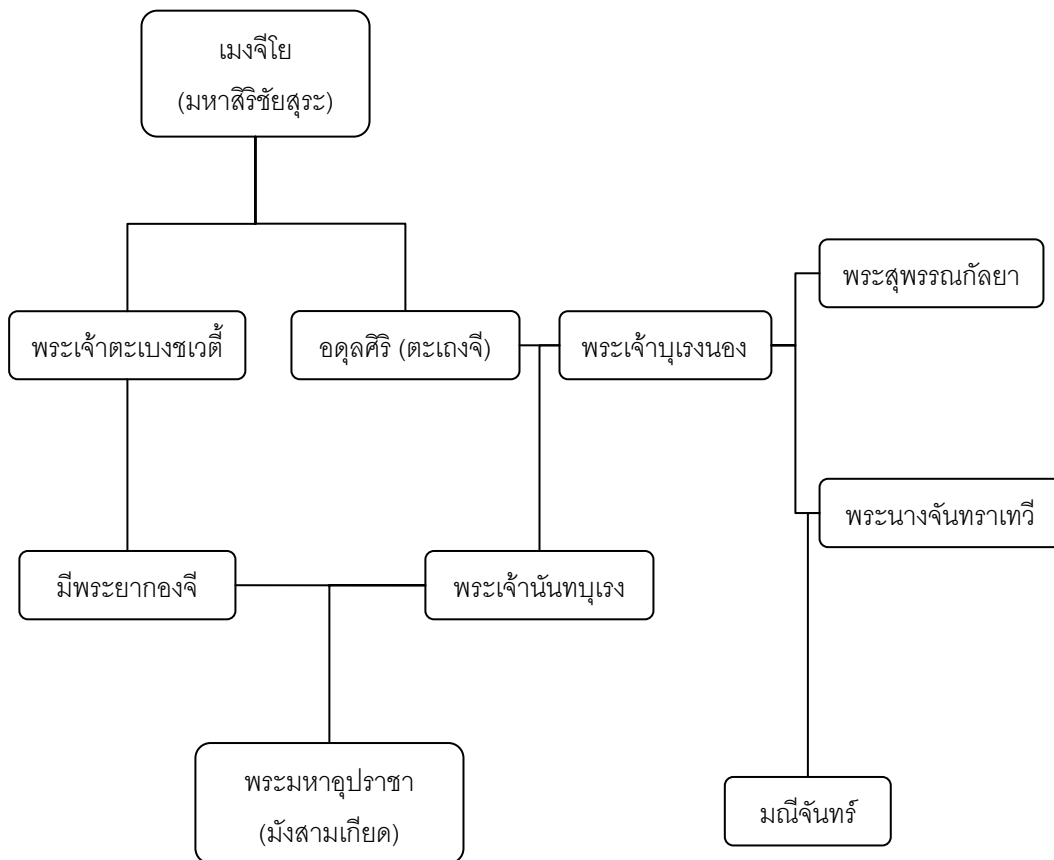 เมงจีโย
(มหาสิริชัยสุระ)
พระสุพรรณกัลยา
พระเจ้าตะเบงชเวตี้
อดุลศิริ (ตะเถงจี)
พระเจ้าบุเรงนอง
พระนางจันทราเทวี
มีพระยากองจี
พระเจ้านันทบุเรง
พระมหาอุปราชา
(มังสามเกียด)
มณีจันทร์